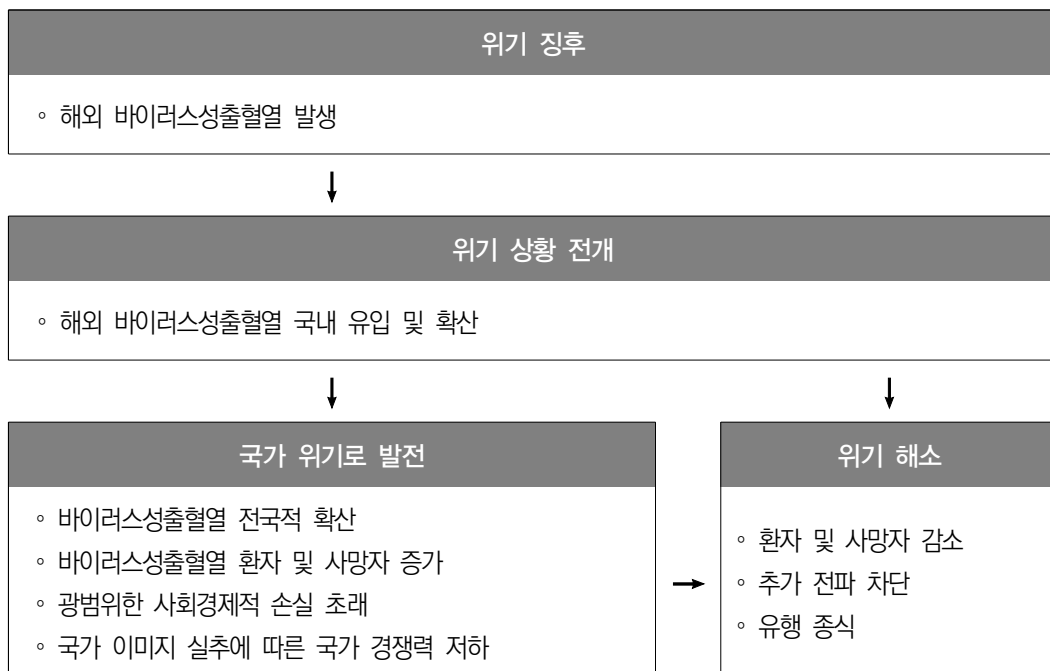 위기 징후
◦ 해외 바이러스성출혈열 발생
위기 상황 전개
◦ 해외 바이러스성출혈열 국내 유입 및 확산
국가 위기로 발전
◦ 바이러스성출혈열 전국적 확산
◦ 바이러스성출혈열 환자 및 사망자 증가
◦ 광범위한 사회경제적 손실 초래
◦ 국가 이미지 실추에 따른 국가 경쟁력 저하
위기 해소
◦ 환자 및 사망자 감소
◦ 추가 전파 차단
◦ 유행 종식